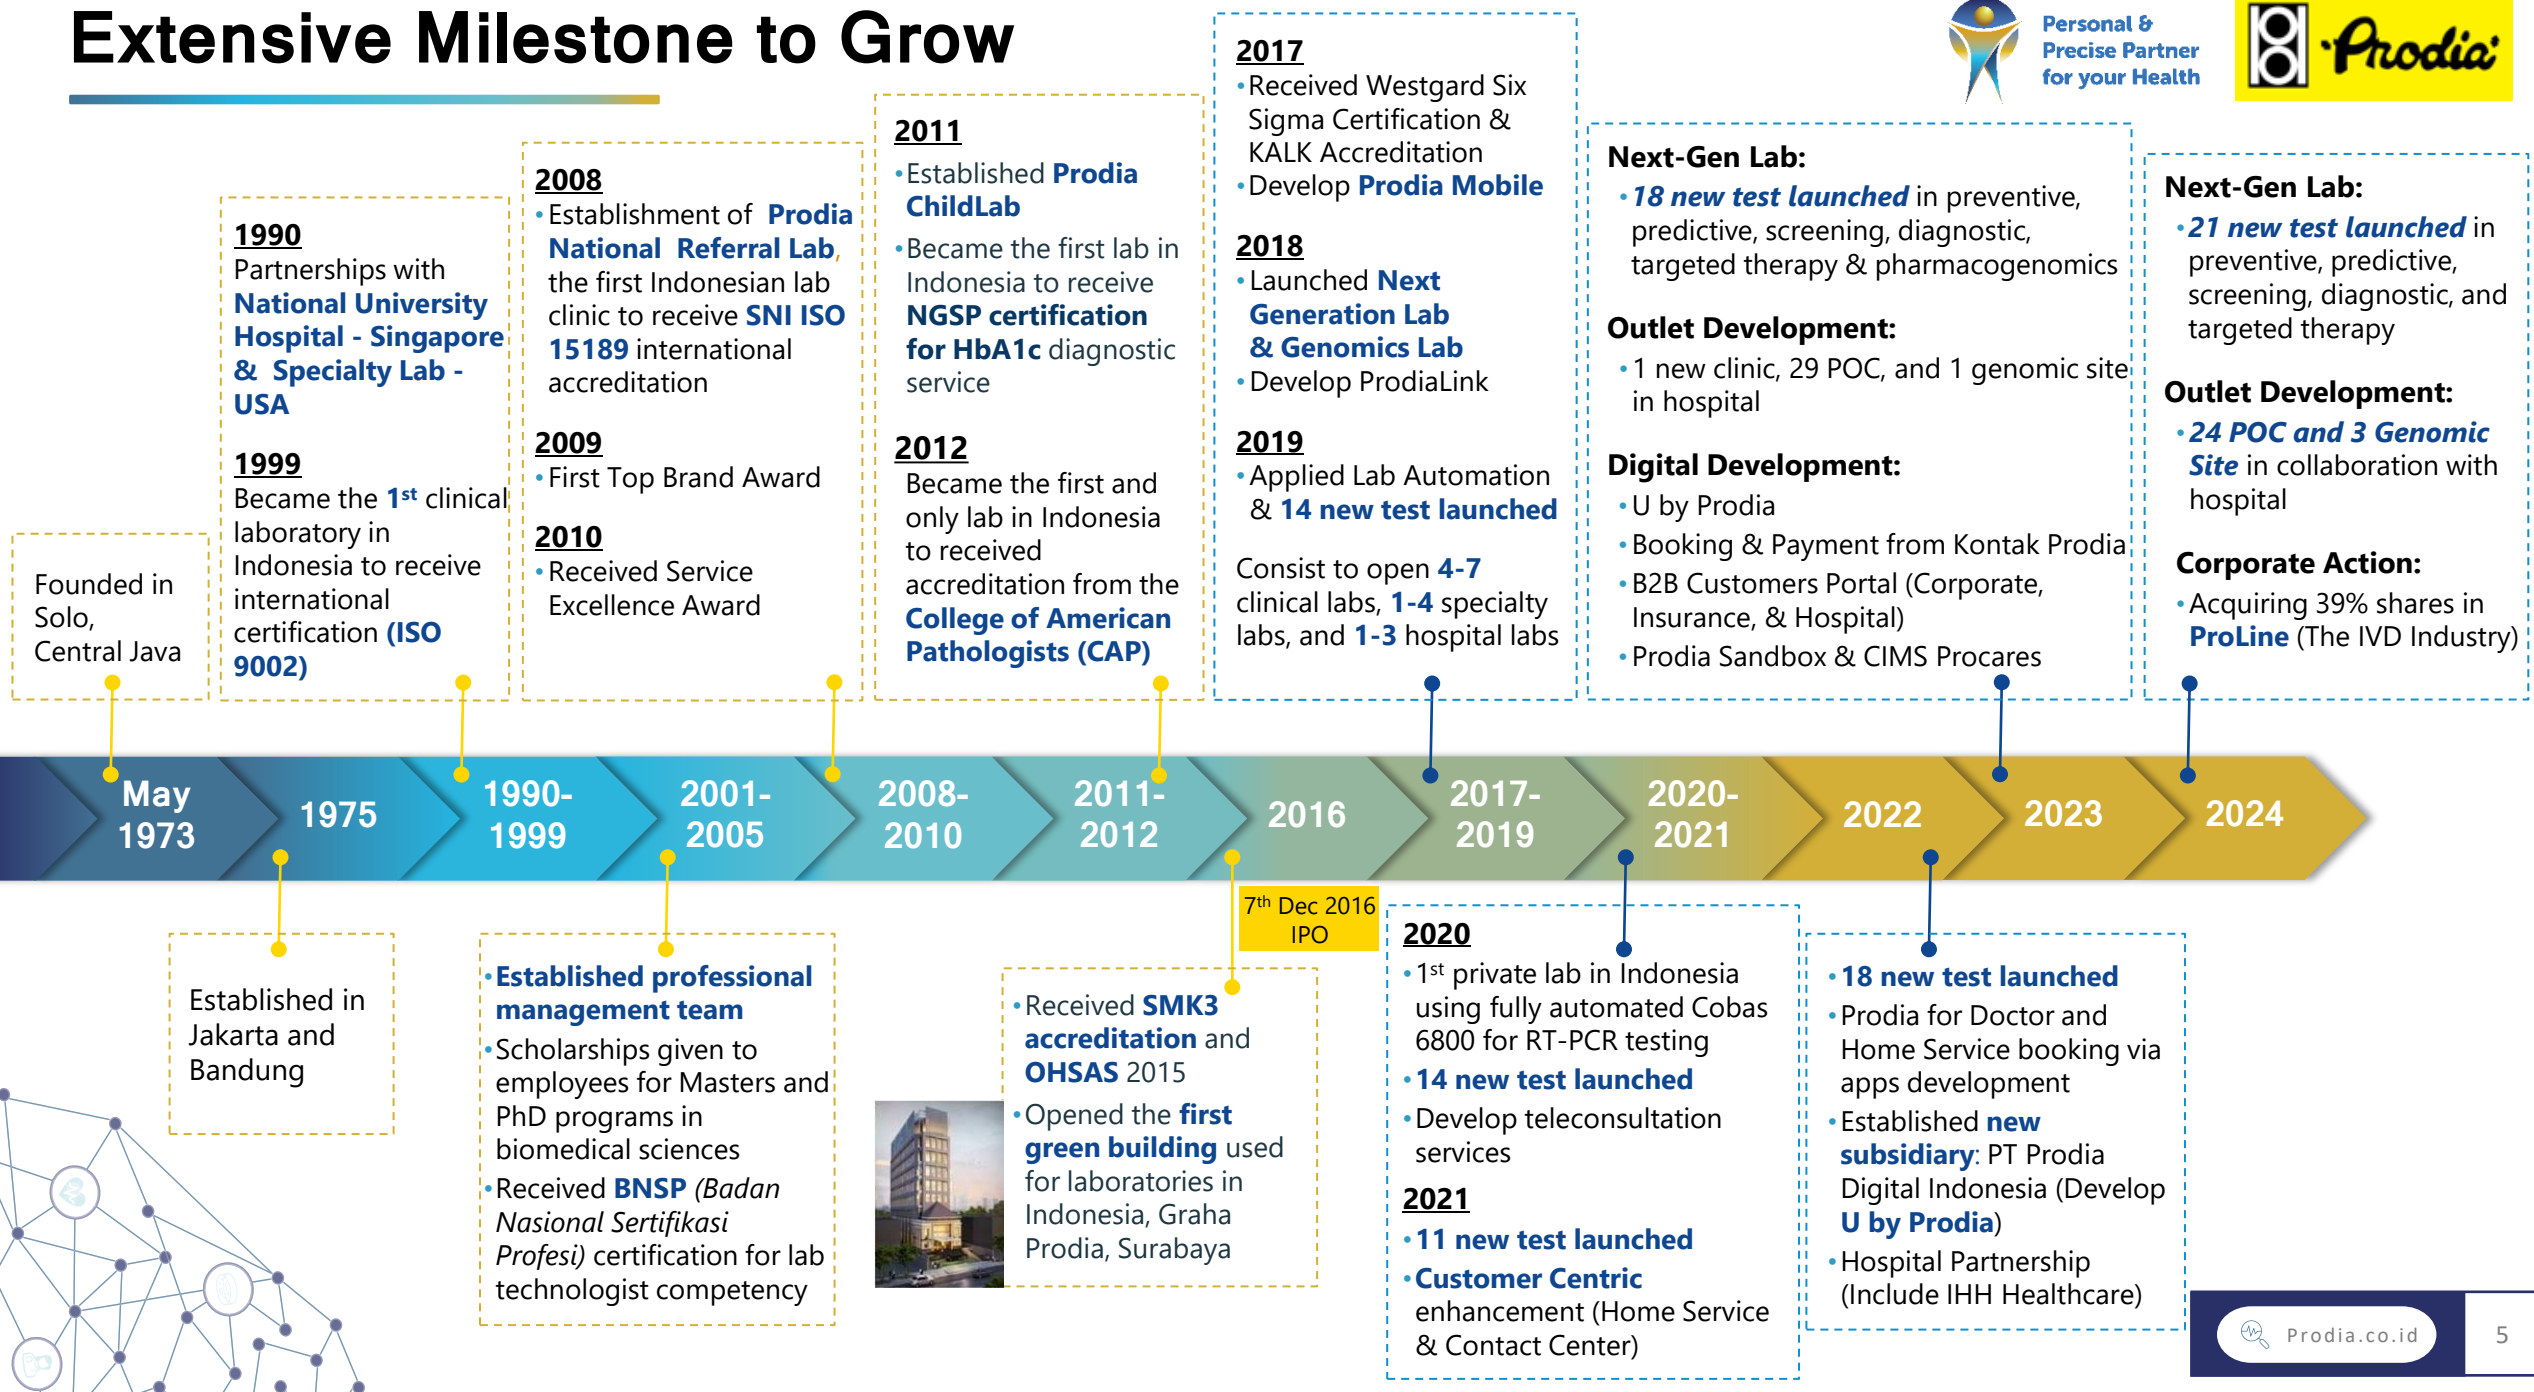 Extensive Milestone to Grow
Personal &
Precise Partner
for your Health
Prodia
Founded in
Solo,
Central Java
1990
Partnerships with
National University
Hospital - Singapore
& Specialty Lab -
USA
1999
Became the 1st clinical
laboratory in
Indonesia to receive
international
certification (ISO
9002)
2008
•Establishment of Prodia
National Referral Lab,
the first Indonesian lab
clinic to receive SNI ISO
15189 international
accreditation
2009
•First Top Brand Award
2010
•Received Service
Excellence Award
2011
•Established Prodia
ChildLab
•Became the first lab in
Indonesia to receive
NGSP certification
for HbA1c diagnostic
service
2012
Became the first and
only lab in Indonesia
to received
accreditation from the
College of American
Pathologists (CAP)
2017
•Received Westgard Six
Sigma Certification &
KALK Accreditation
•Develop Prodia Mobile
2018
•Launched Next
Generation Lab
& Genomics Lab
•Develop ProdiaLink
2019
•Applied Lab Automation
& 14 new test launched
Consist to open 4-7
clinical labs, 1-4 specialty
labs, and 1-3 hospital labs
Next-Gen Lab:
•18 new test launched in preventive,
predictive, screening, diagnostic,
targeted therapy & pharmacogenomics
Outlet Development:
•1 new clinic, 29 POC, and 1 genomic site
in hospital
Digital Development:
•U by Prodia
•Booking & Payment from Kontak Prodia
•B2B Customers Portal (Corporate,
Insurance, & Hospital)
•Prodia Sandbox & CIMS Procares
Next-Gen Lab:
•21 new test launched in
preventive, predictive,
screening, diagnostic, and
targeted therapy
Outlet Development:
•24 POC and 3 Genomic
Site in collaboration with
hospital
Corporate Action:
•Acquiring 39% shares in
ProLine (The IVD Industry)
May
1973
1975
1990-
1999
2001-
2005
2008-
2010
2011-
2012
2016
2017-
2019
2020-
2021
2022
2023
2024
Established in
Jakarta and
Bandung
•Established professional
management team
•Scholarships given to
employees for Masters and
PhD programs in
biomedical sciences
•Received BNSP (Badan
Nasional Sertifikasi
Profesi) certification for lab
technologist competency
7th Dec 2016
IPO
•Received SMK3
accreditation and
OHSAS 2015
•Opened the first
green building used
for laboratories in
Indonesia, Graha
Prodia, Surabaya
2020
•1st private lab in Indonesia
using fully automated Cobas
6800 for RT-PCR testing
•14 new test launched
•Develop teleconsultation
services
2021
•11 new test launched
•Customer Centric
enhancement (Home Service
& Contact Center)
•18 new test launched
•Prodia for Doctor and
Home Service booking via
apps development
•Established new
subsidiary: PT Prodia
Digital Indonesia (Develop
U by Prodia)
•Hospital Partnership
(Include IHH Healthcare)
Prodia.co.id
5